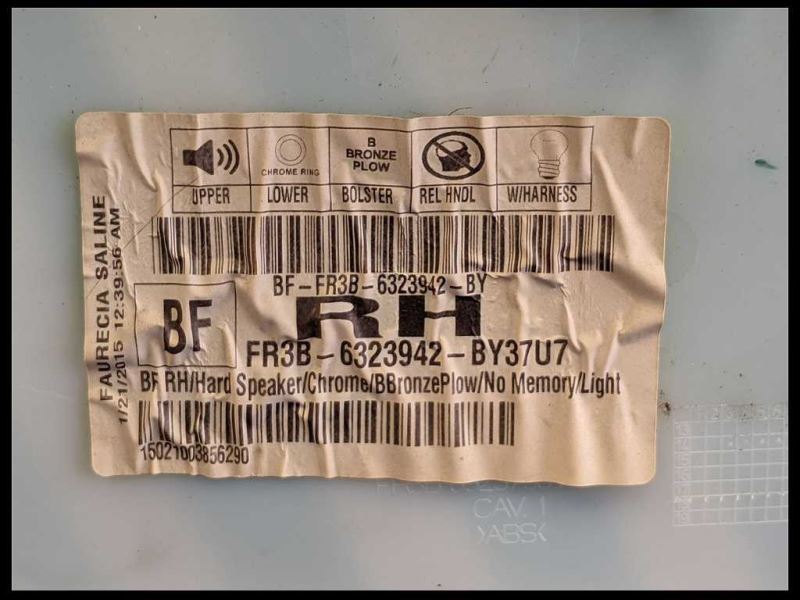 B
BRONZE
PLOW
CHROME RING
UPPER LOWER BOLSTER REL HNDL W/HARNESS
FAURECIA SALINE
1/21/2015 12:39:56 AM
BF-FR3B-6323942-BY
BF
RH
FR3B-6323942-BY37U7
BF RH/Hard Speaker/Chrome/BBronzePlow/No Memory/Light
15021003856290
CAV. 1
>ABS<